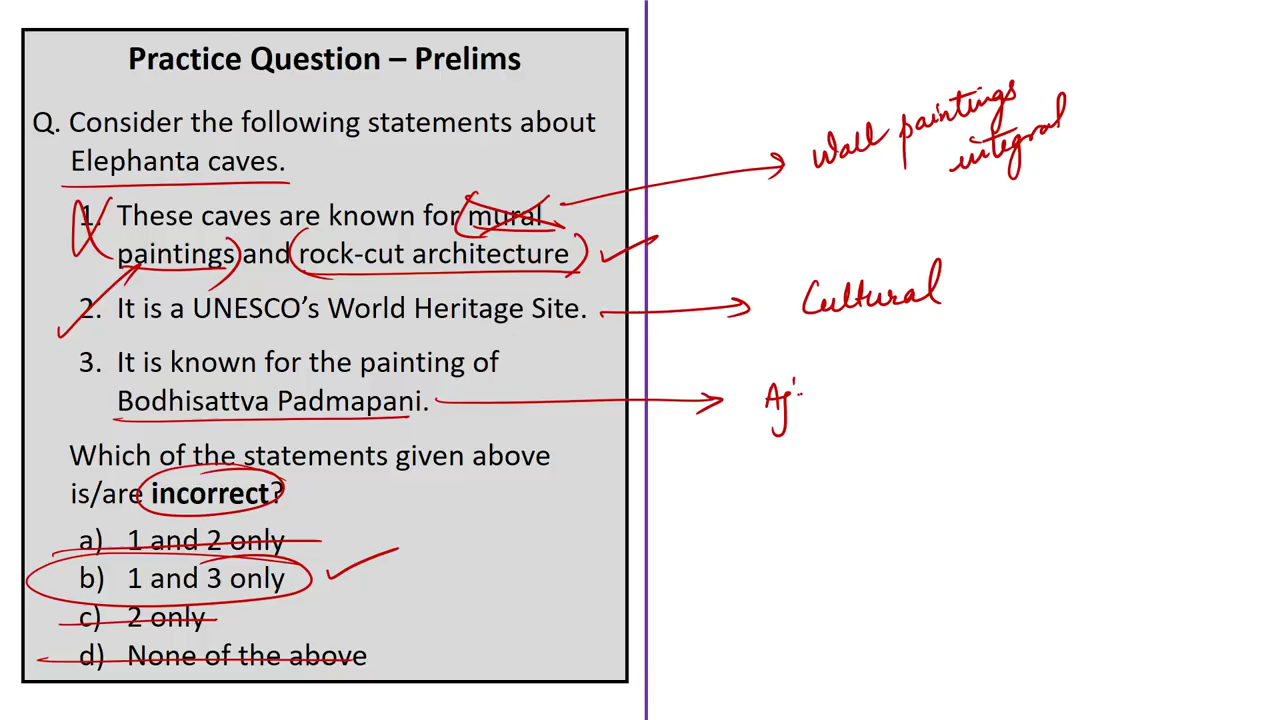 Practice Question – Prelims
Q. Consider the following statements about
Elephanta caves.
1. These caves are known for mural
paintings and rock-cut architecture
2. It is a UNESCO’s World Heritage Site.
3. It is known for the painting of
Bodhisattva Padmapani.
Which of the statements given above
is/are incorrect?
a) 1 and 2 only
b) 1 and 3 only
c) 2 only
d) None of the above
Wall paintings
integral
Cultural
Aj